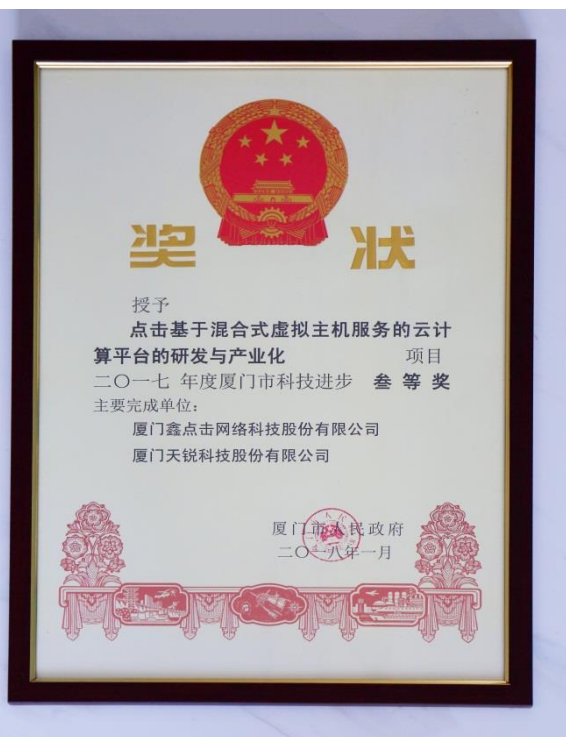 奖 状
授予
点击基于混合式虚拟主机服务的云计
算平台的研发与产业化 项目
二〇一七 年度厦门市科技进步 叁等奖
主要完成单位：
厦门鑫点击网络科技股份有限公司
厦门天锐科技股份有限公司
厦门市人民政府
二〇一八年一月